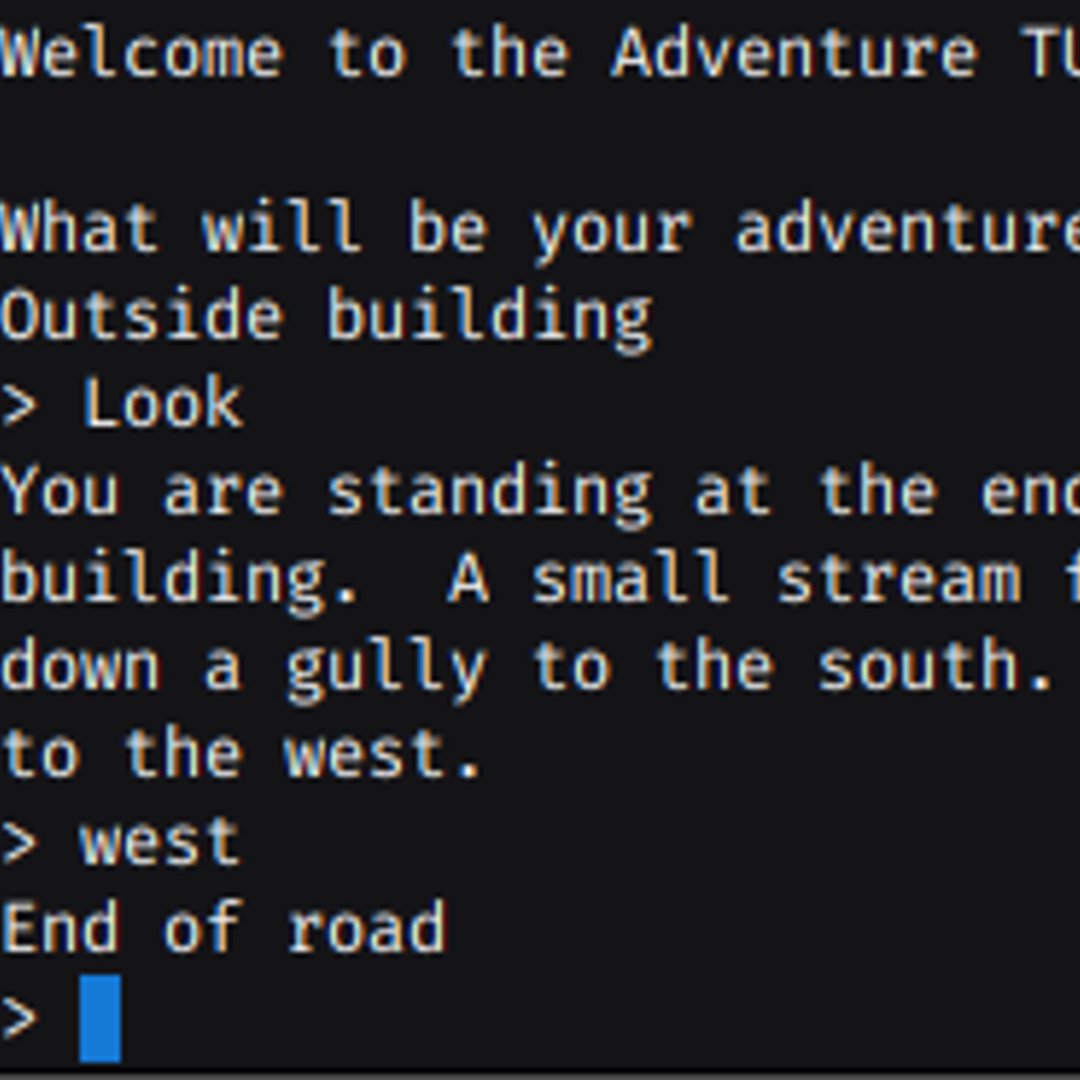 Welcome to the Adventure TU
What will be your adventure
Outside building
> Look
You are standing at the end
building.  A small stream f
down a gully to the south.
to the west.
> west
End of road
>